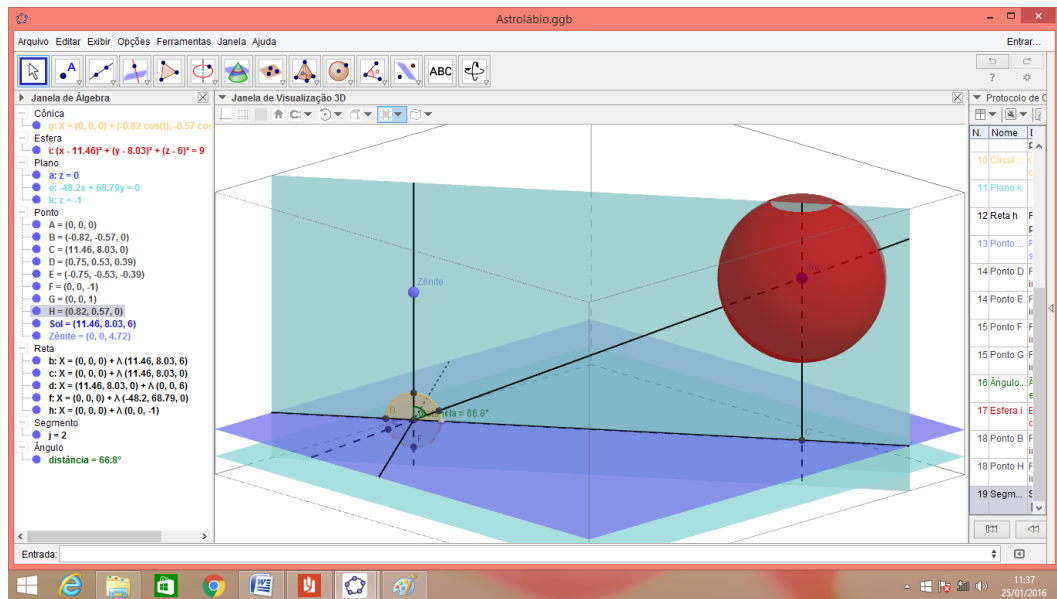 Astrolábio.ggb
Arquivo Editar Exibir Opções Ferramentas Janela Ajuda
Entrar...
ABC
Janela de Álgebra
Cônica
g: X = (0, 0, 0) + (-0.82 cos(t), -0.57 cos
Esfera
i: (x - 11.46)² + (y - 8.03)² + (z - 6)² = 9
Plano
a: z = 0
e: -48.2x + 68.79y = 0
k: z = -1
Ponto
A = (0, 0, 0)
B = (-0.82, -0.57, 0)
C = (11.46, 8.03, 0)
D = (0.75, 0.53, 0.39)
E = (-0.75, -0.53, -0.39)
F = (0, 0, -1)
G = (0, 0, 1)
H = (0.82, 0.57, 0)
Sol = (11.46, 8.03, 6)
Zênite = (0, 0, 4.72)
Reta
b: X = (0, 0, 0) + λ (11.46, 8.03, 6)
c: X = (0, 0, 0) + λ (11.46, 8.03, 0)
d: X = (11.46, 8.03, 0) + λ (0, 0, 6)
f: X = (0, 0, 0) + λ (-48.2, 68.79, 0)
h: X = (0, 0, 0) + λ (0, 0, -1)
Segmento
j = 2
Ângulo
distância = 66.8°
Janela de Visualização 3D
Zênite
Sol
distância = 66.8°
F
C
Protocolo de C
N. Nome
10 Círcul...
11 Plano k
12 Reta h
13 Ponto ...
14 Ponto D
14 Ponto E
15 Ponto F
15 Ponto G
16 Ângulo...
17 Esfera i
18 Ponto B
18 Ponto H
19 Segm...
Entrada:
11:37
25/01/2016